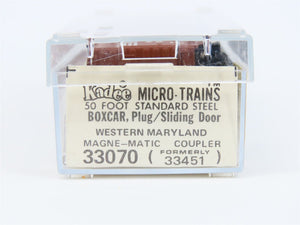 Kadee MICRO-TRAINS TM
50 FOOT STANDARD STEEL
BOXCAR, Plug/Sliding Door
WESTERN MARYLAND
MAGNE-MATIC COUPLER
33070 ( FORMERLY 33451 )